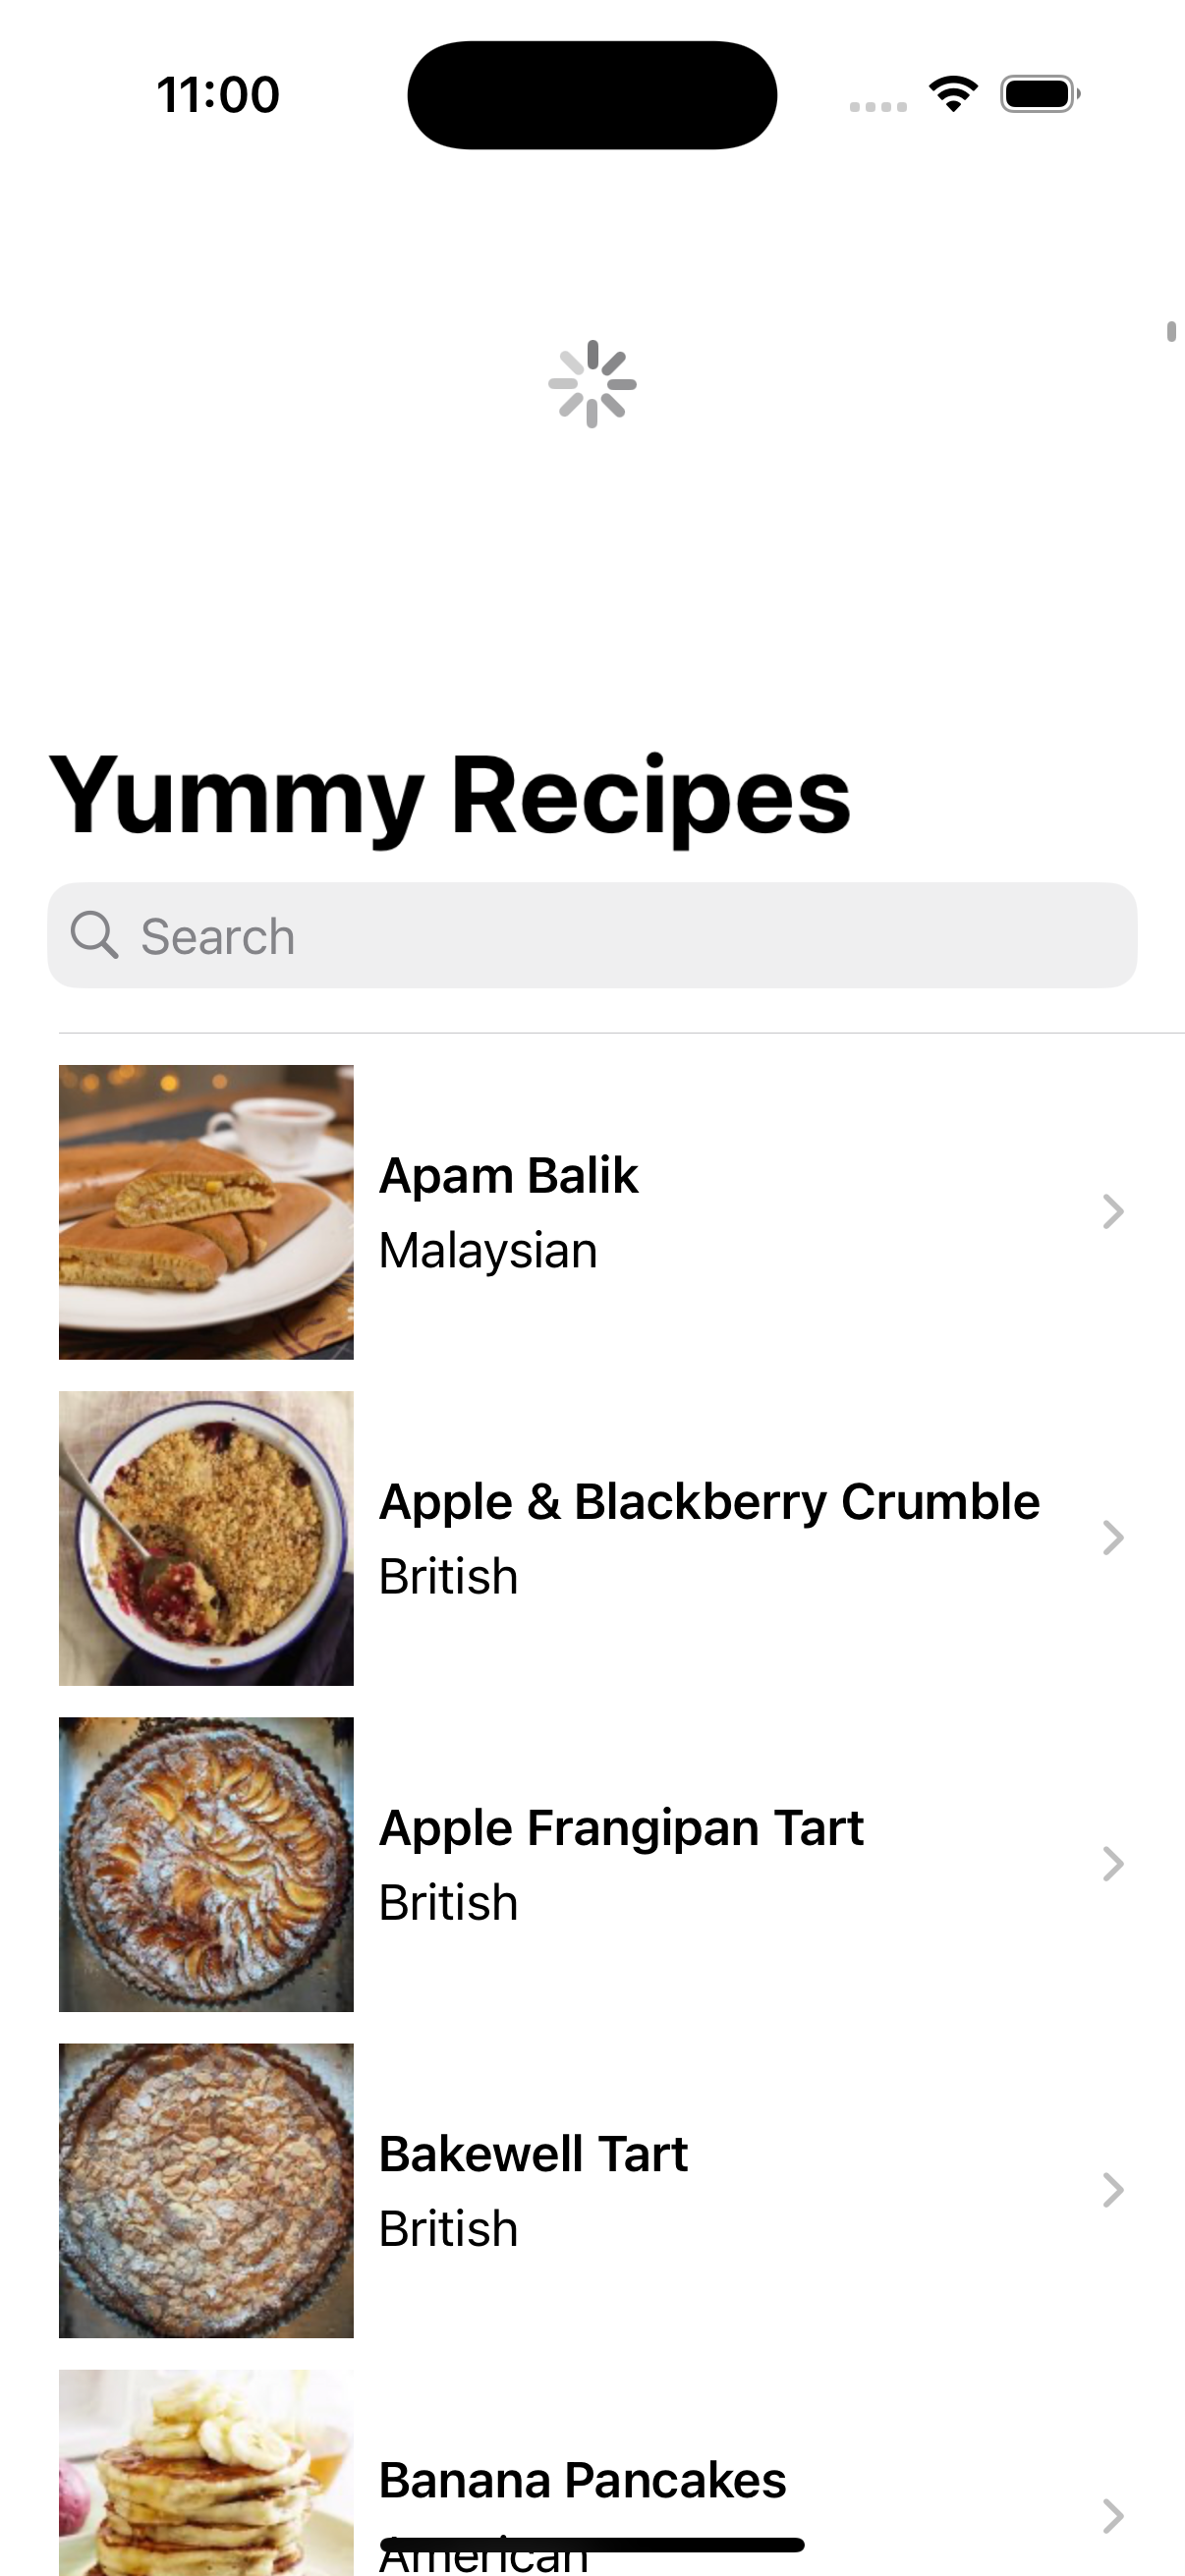 11:00
Yummy Recipes
Search
Apam Balik
Malaysian
Apple & Blackberry Crumble
British
Apple Frangipan Tart
British
Bakewell Tart
British
Banana Pancakes
American